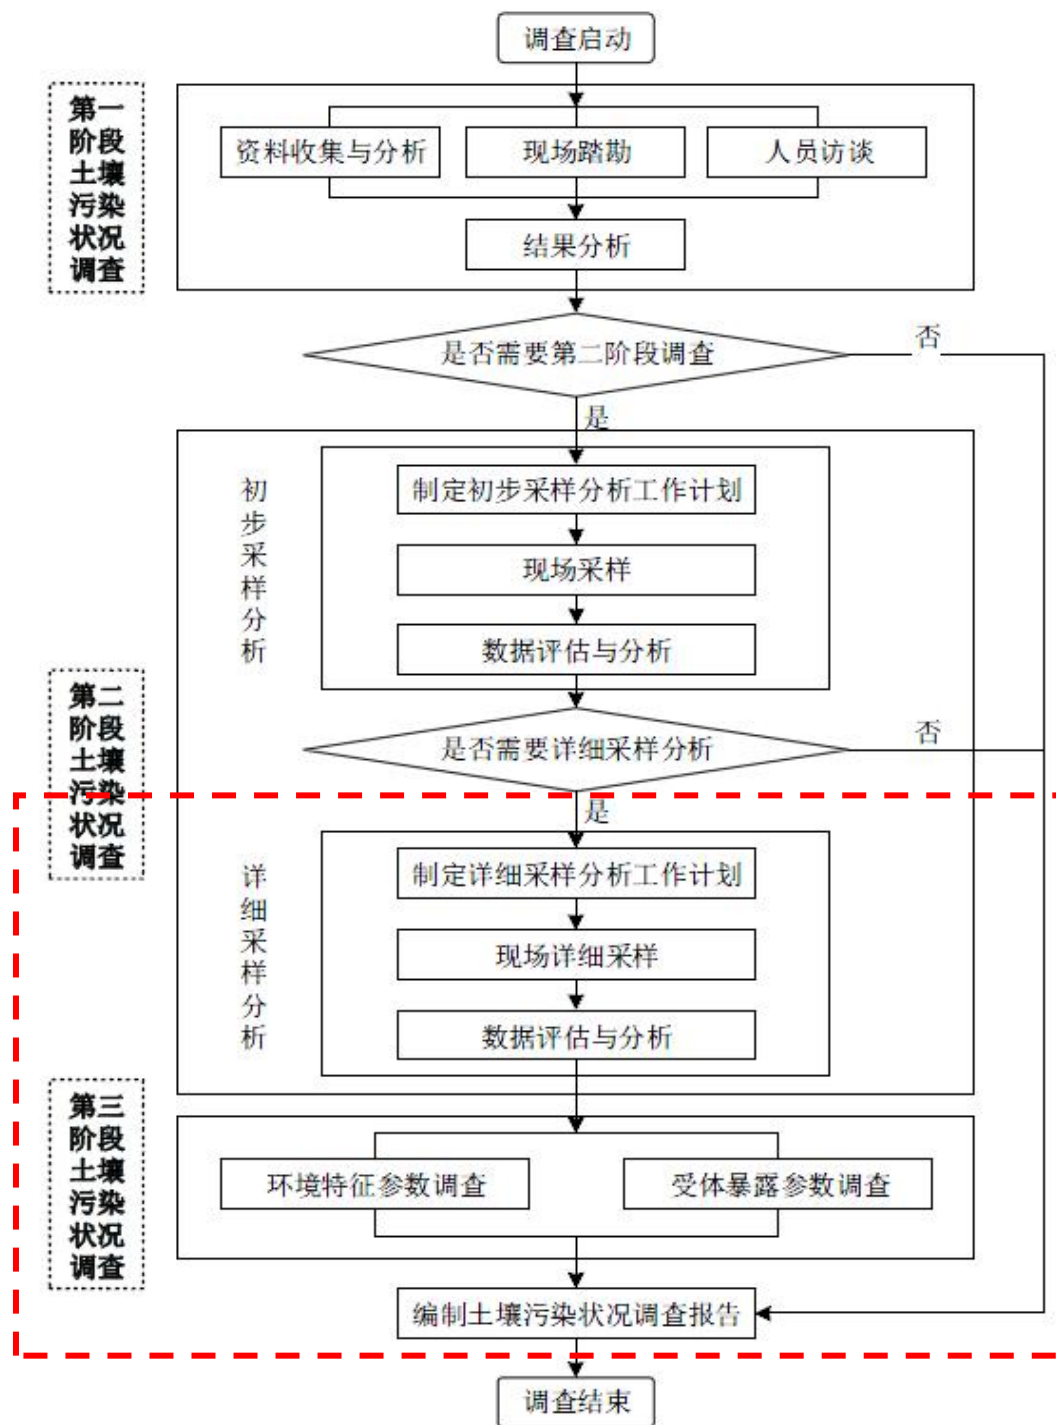 调查启动
第一
阶段
土壤
污染
状况
调查
资料收集与分析
现场踏勘
人员访谈
结果分析
是否需要第二阶段调查
否
是
初
步
采
样
分
析
制定初步采样分析工作计划
现场采样
数据评估与分析
第二
阶段
土壤
污染
状况
调查
是否需要详细采样分析
否
是
详
细
采
样
分
析
制定详细采样分析工作计划
现场详细采样
数据评估与分析
第三
阶段
土壤
污染
状况
调查
环境特征参数调查
受体暴露参数调查
编制土壤污染状况调查报告
调查结束